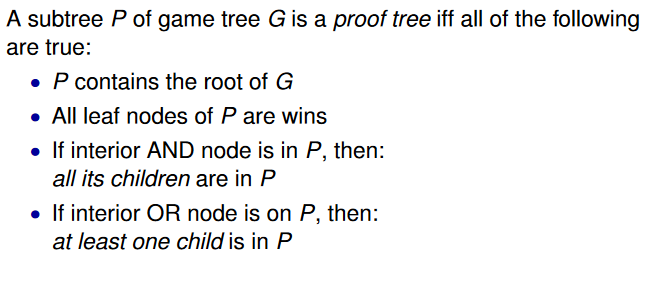 A subtree P of game tree G is a proof tree iff all of the following
are true:
• P contains the root of G
• All leaf nodes of P are wins
• If interior AND node is in P, then:
all its children are in P
• If interior OR node is on P, then:
at least one child is in P